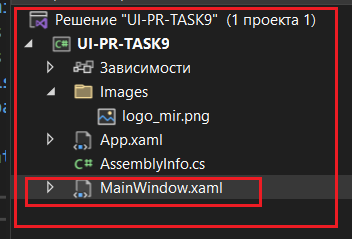 Решение "UI-PR-TASK9" (1 проекта 1)
UI-PR-TASK9
Зависимости
Images
logo_mir.png
App.xaml
AssemblyInfo.cs
MainWindow.xaml